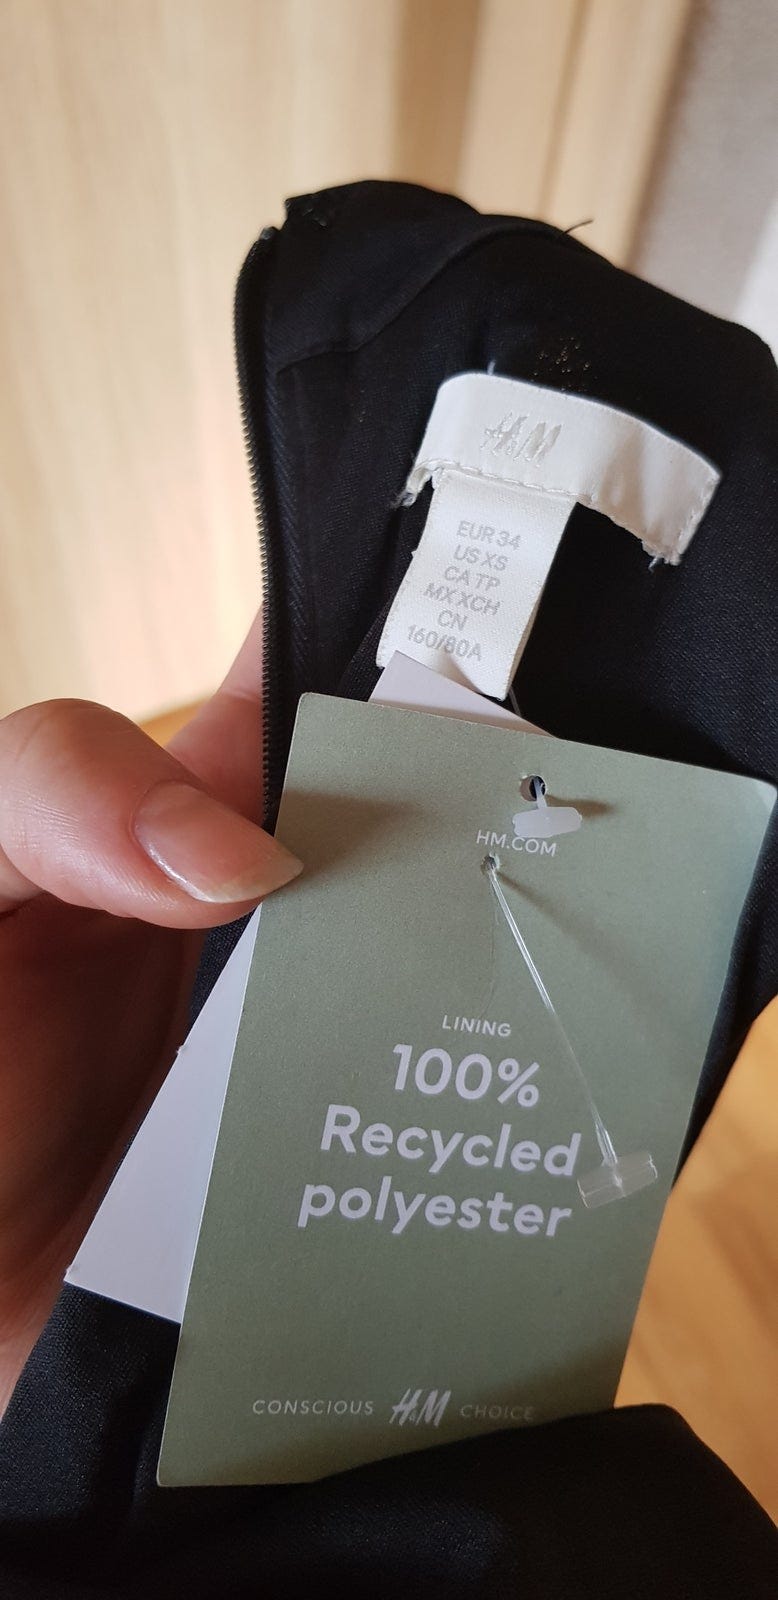 H&M
EUR 34
US XS
CA TP
MX XCH
CN
160/80A
HM.COM
LINING
100%
Recycled
polyester
CONSCIOUS H&M CHOICE